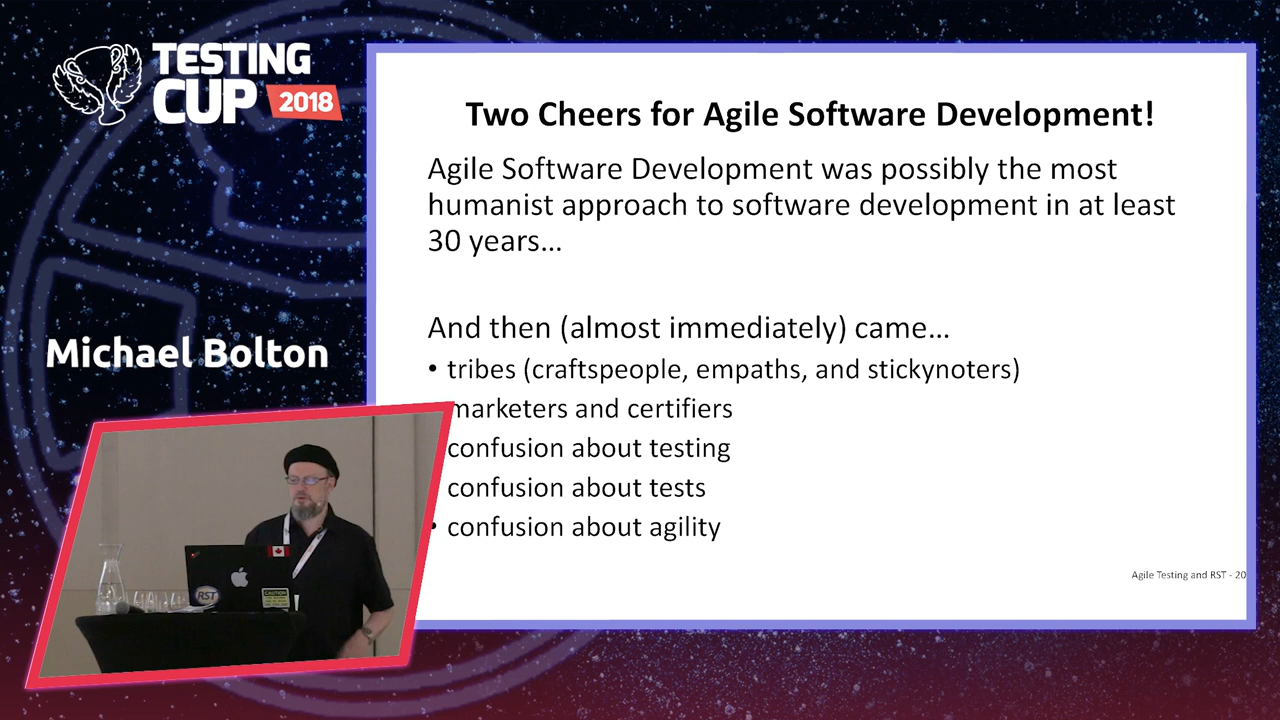 TESTING
CUP
2018
Two Cheers for Agile Software Development!
Agile Software Development was possibly the most
humanist approach to software development in at least
30 years...
And then (almost immediately) came...
• tribes (craftspeople, empaths, and stickynoters)
marketers and certifiers
confusion about testing
confusion about tests
• confusion about agility
Agile Testing and RST - 20
Michael Bolton
RST
CAUTION